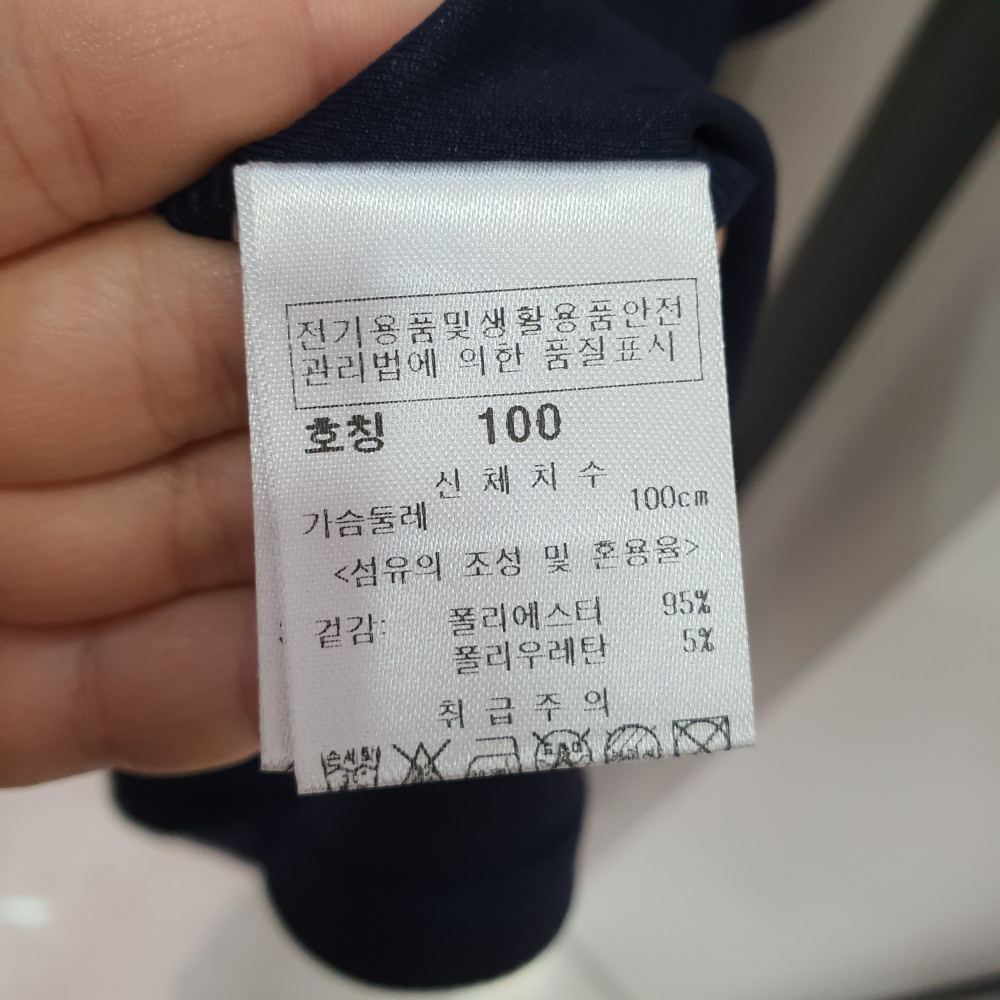 전기용품및생활용품안전
관리법에 의한 품질표시
호칭 100
신체치수
가슴둘레 100cm
<섬유의 조성 및 혼용율>
겉감: 폴리에스터 95%
폴리우레탄 5%
취급주의
손세탁